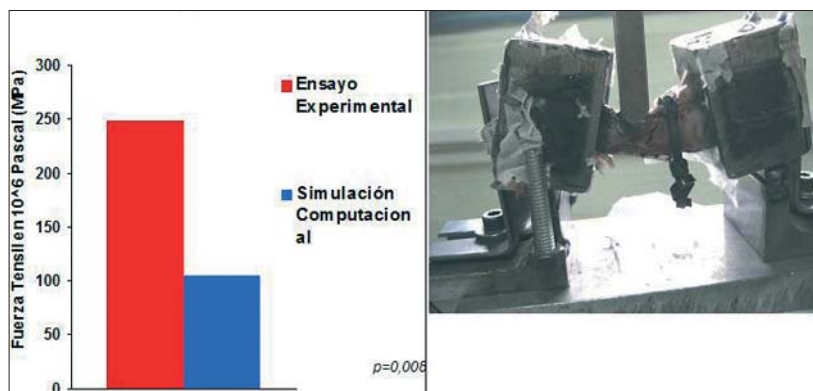 Fuerza Tensil en 10^6 Pascal (MPa)
300
250
200
150
100
50
0
Ensayo
Experimental
Simulación
Computacion
al
p=0,008